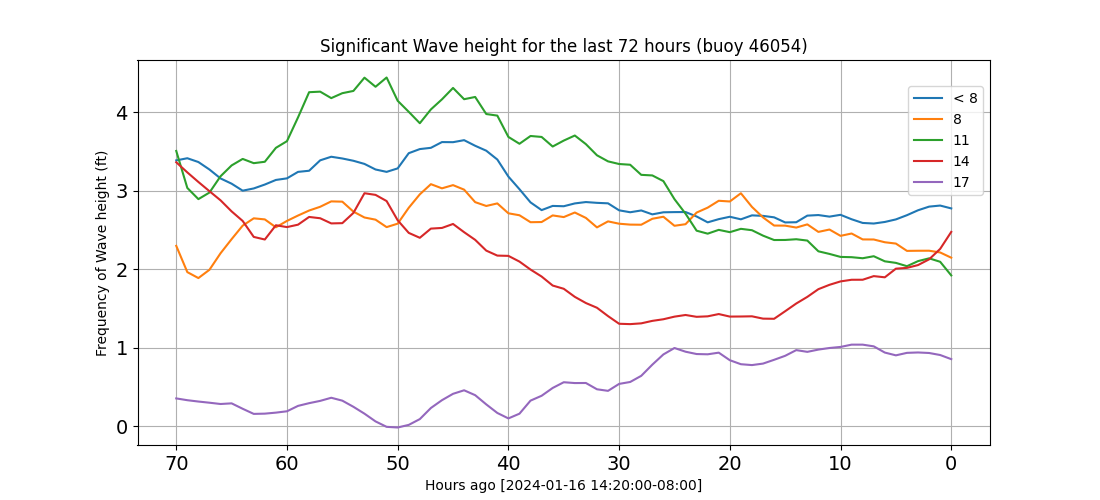 Significant Wave height for the last 72 hours (buoy 46054)
Frequency of Wave height (ft)
4
3
2
1
0
< 8
8
11
14
17
70 60 50 40 30 20 10 0
Hours ago [2024-01-16 14:20:00-08:00]